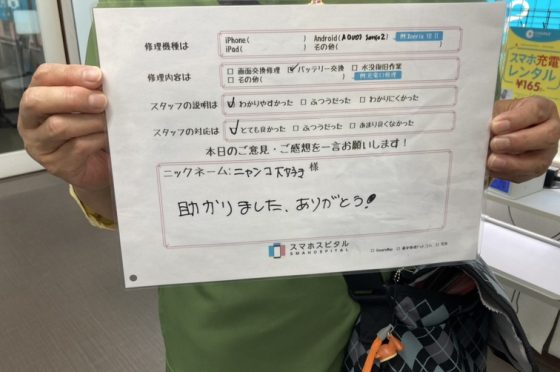 修理機種は
iPhone( ) Android(AQUOS sense2)
iPad( ) その他( )
修理内容は
□ 画面交換修理 ☑ バッテリー交換 □ 水没復旧作業
□ その他( )
スタッフの説明は
☑ わかりやすかった □ ふつうだった □ わかりにくかった
スタッフの対応は
☑ とても良かった □ ふつうだった □ あまり良くなかった
本日のご意見・ご感想を一言お願いします！
ニックネーム：ニャンコ大好き 様
助かりました、ありがとう!
スマホスピタル
SMAHOSPITAL
スマホ充電
レンタル
¥165